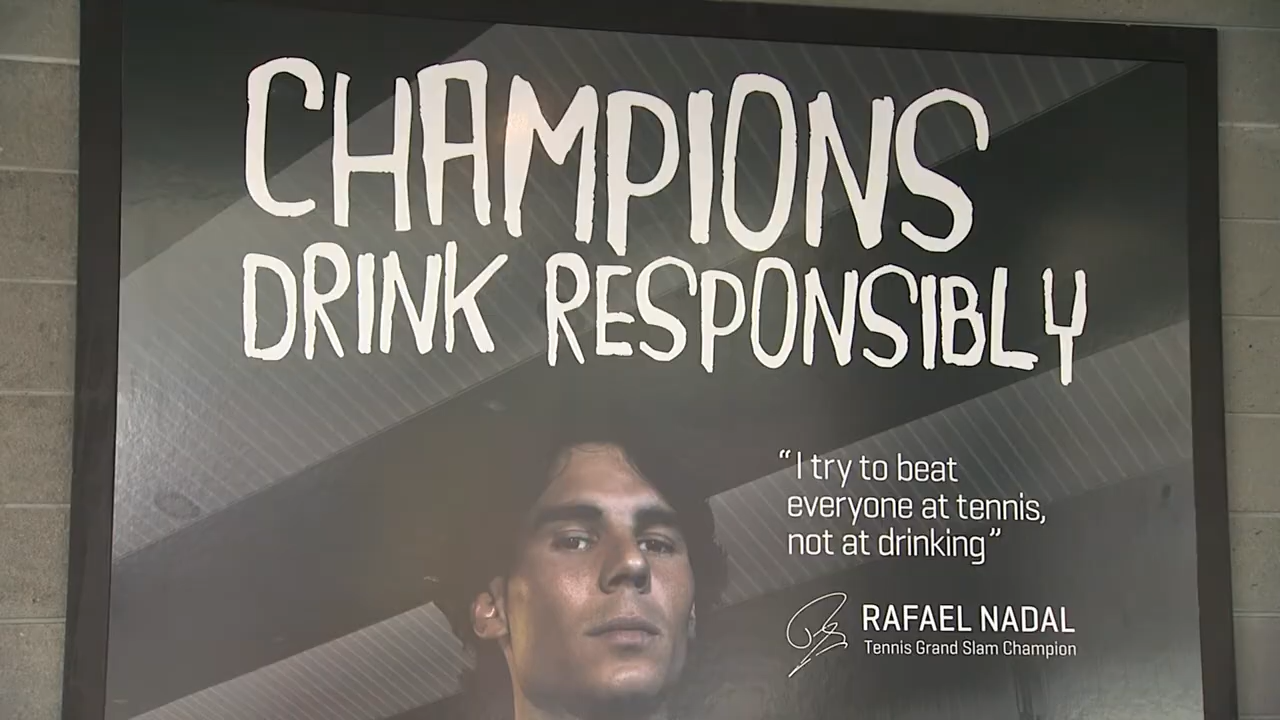 CHAMPIONS
DRINK RESPONSIBLY
“I try to beat
everyone at tennis,
not at drinking”
RAFAEL NADAL
Tennis Grand Slam Champion